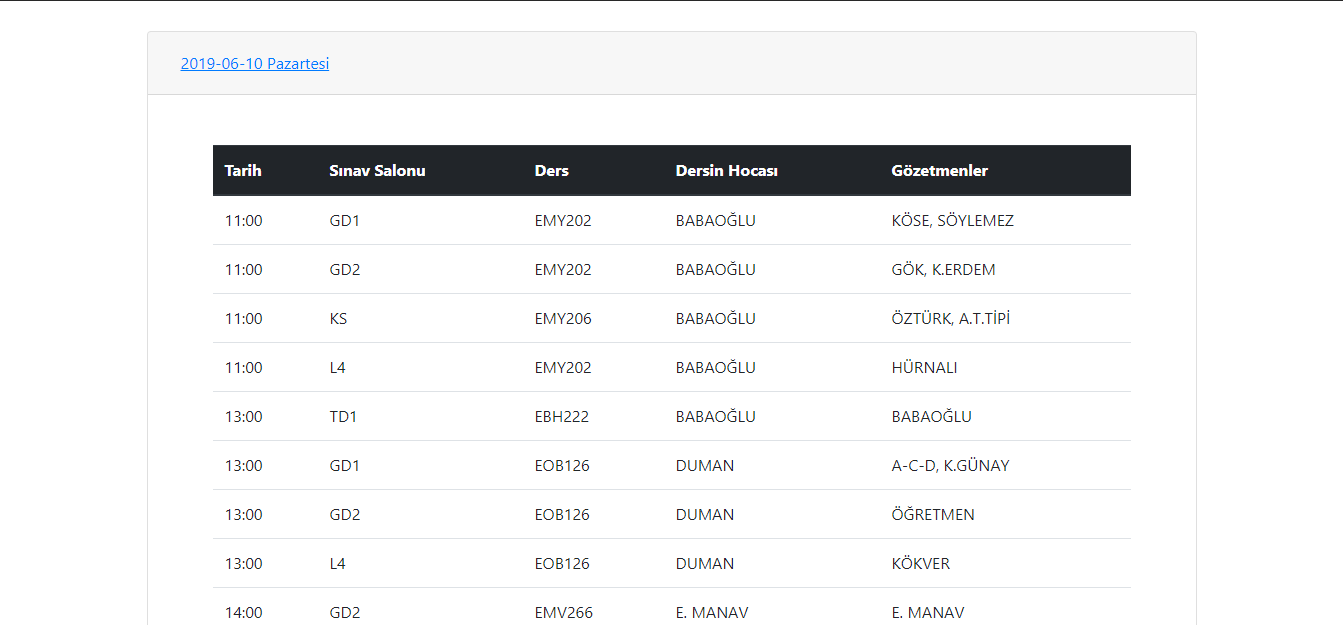 2019-06-10 Pazartesi
Tarih Sınav Salonu Ders Dersin Hocası Gözetmenler
11:00 GD1 EMY202 BABAOĞLU KÖSE, SÖYLEMEZ
11:00 GD2 EMY202 BABAOĞLU GÖK, K.ERDEM
11:00 KS EMY206 BABAOĞLU ÖZTÜRK, A.T.TİPİ
11:00 L4 EMY202 BABAOĞLU HÜRNALI
13:00 TD1 EBH222 BABAOĞLU BABAOĞLU
13:00 GD1 EOB126 DUMAN A-C-D, K.GÜNAY
13:00 GD2 EOB126 DUMAN ÖĞRETMEN
13:00 L4 EOB126 DUMAN KÖKVER
14:00 GD2 EMV266 E. MANAV E. MANAV